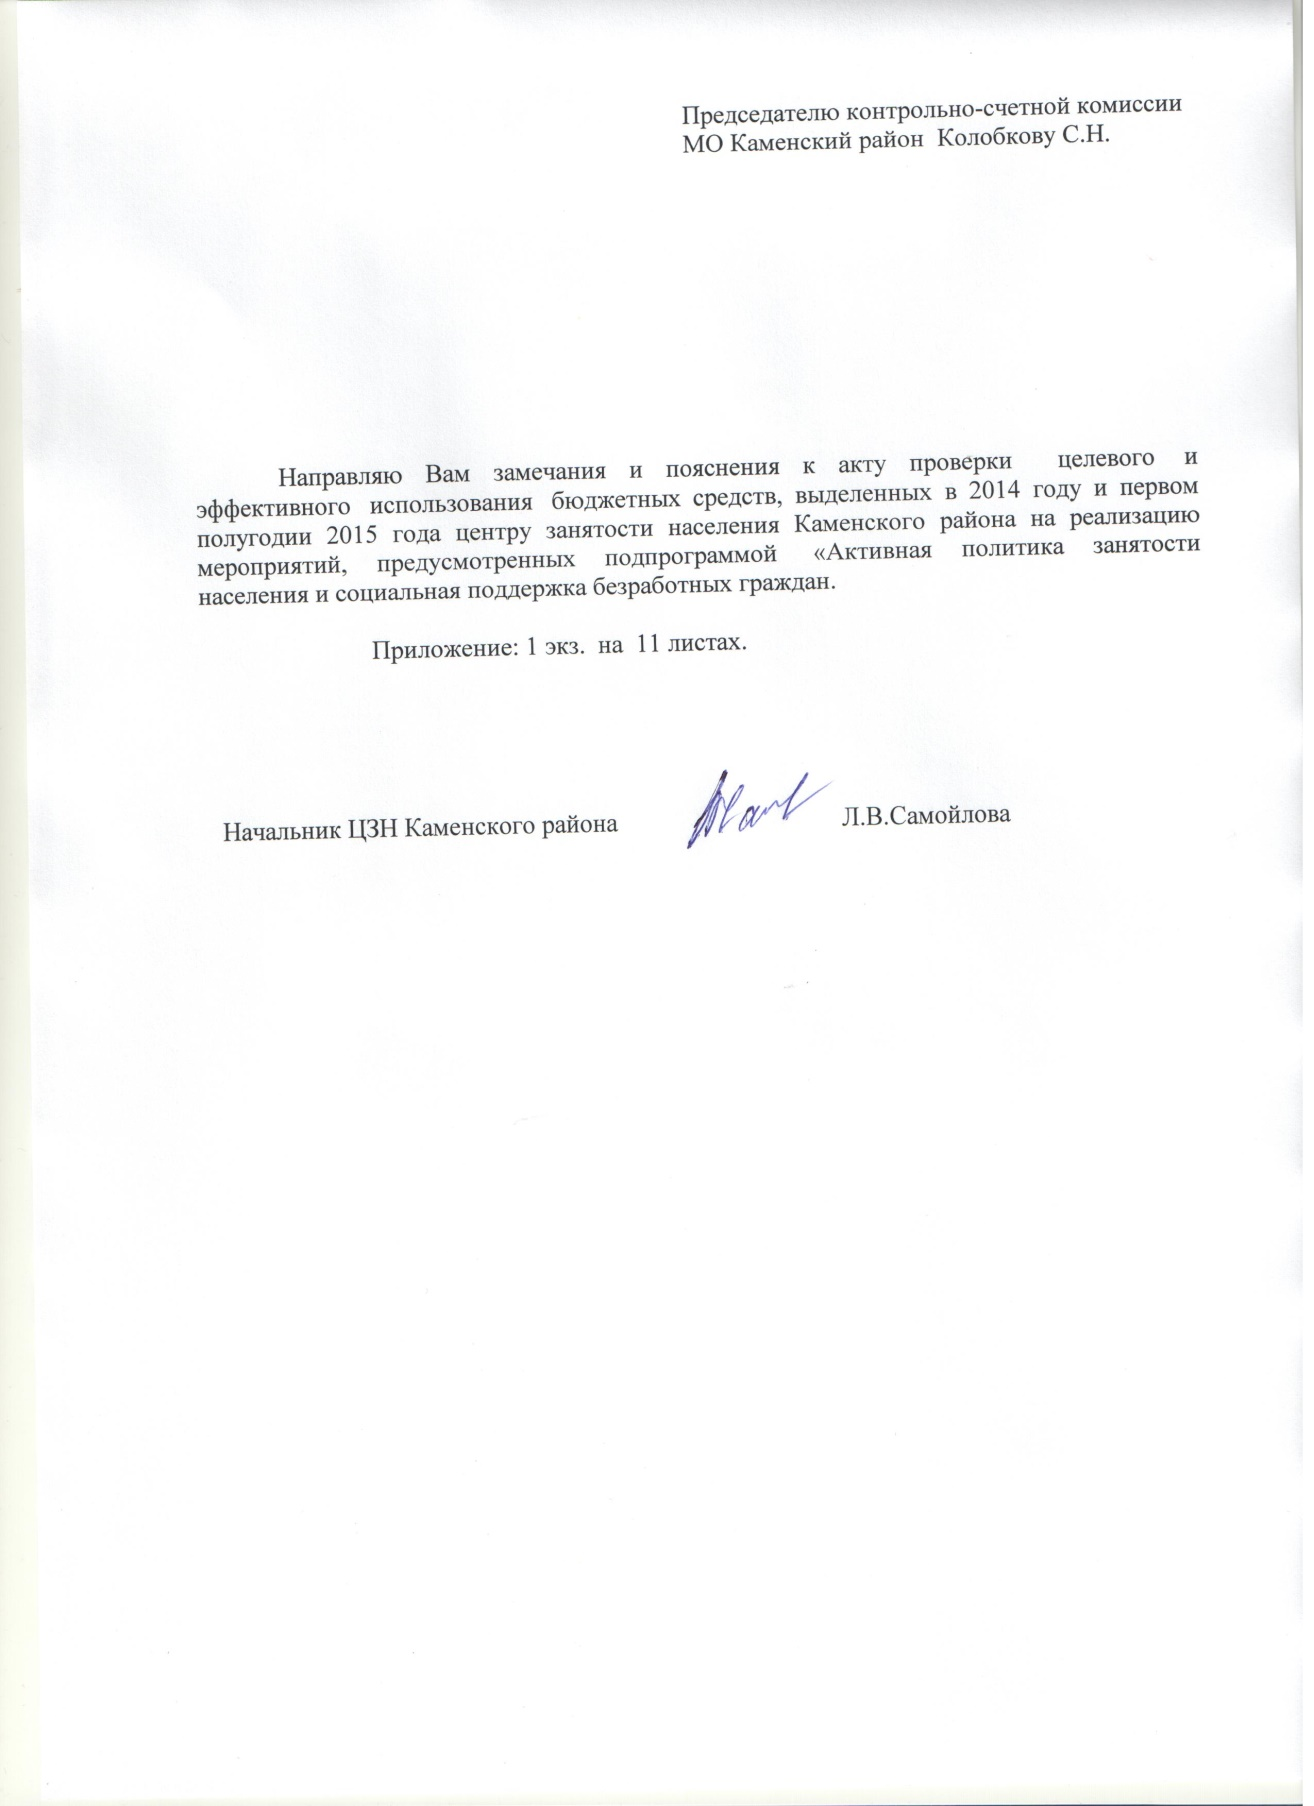 Председателю контрольно-счетной комиссии
МО Каменский район Колобкову С.Н.
Направляю Вам замечания и пояснения к акту проверки целевого и
эффективного использования бюджетных средств, выделенных в 2014 году и первом
полугодии 2015 года центру занятости населения Каменского района на реализацию
мероприятий, предусмотренных подпрограммой «Активная политика занятости
населения и социальная поддержка безработных граждан.
Приложение: 1 экз. на 11 листах.
Начальник ЦЗН Каменского района Л.В.Самойлова